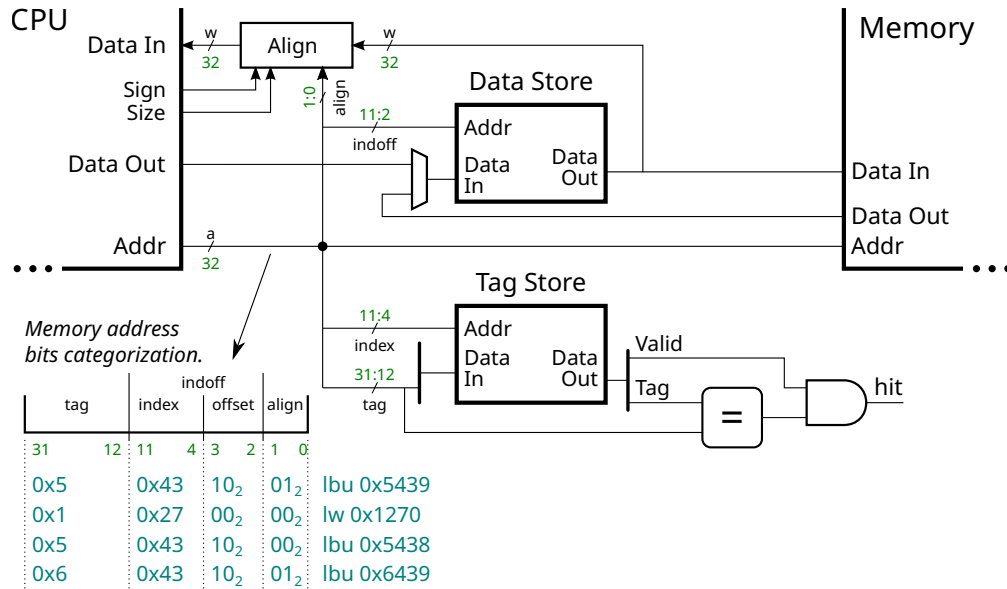 CPU
Memory
Data In
w
32
Align
w
32
Sign
Size
1:0
align
Data Store
11:2
indoff
Addr
Data In
Data Out
Data Out
Data In
Data Out
Addr
a
32
Addr
Tag Store
11:4
index
Addr
Data In
Data Out
31:12
tag
Valid
Tag
=
hit
Memory address
bits categorization.
indoff
tag index offset align
31 12 11 4 3 2 1 0
0x5 0x43 10₂ 01₂ lbu 0x5439
0x1 0x27 00₂ 00₂ lw 0x1270
0x5 0x43 10₂ 00₂ lbu 0x5438
0x6 0x43 10₂ 01₂ lbu 0x6439